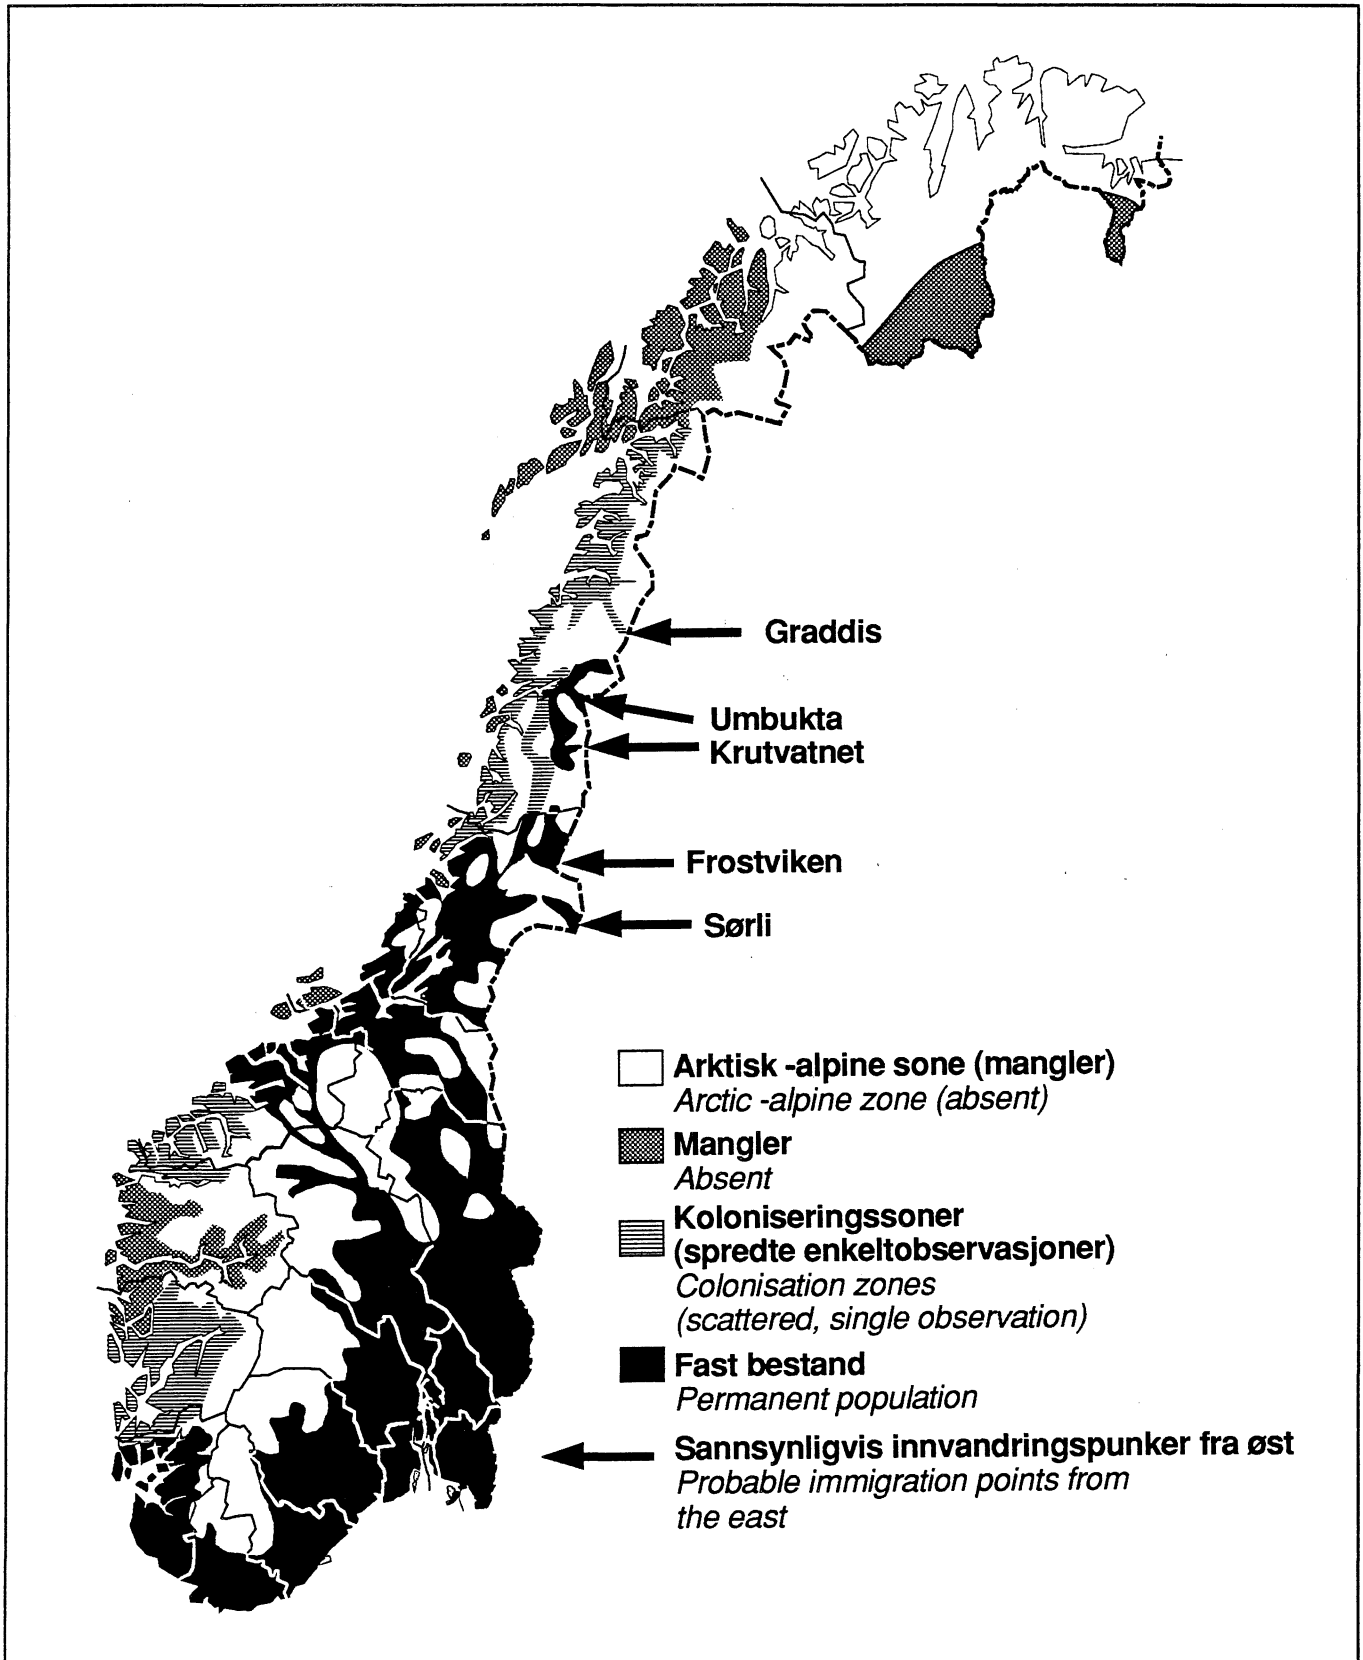 Graddis
Umbukta
Krutvatnet
Frostviken
Sørli
Arktisk -alpine sone (mangler)
Arctic -alpine zone (absent)
Mangler
Absent
Koloniseringssoner
(spredte enkeltobservasjoner)
Colonisation zones
(scattered, single observation)
Fast bestand
Permanent population
Sannsynligvis innvandringspunker fra øst
Probable immigration points from
the east